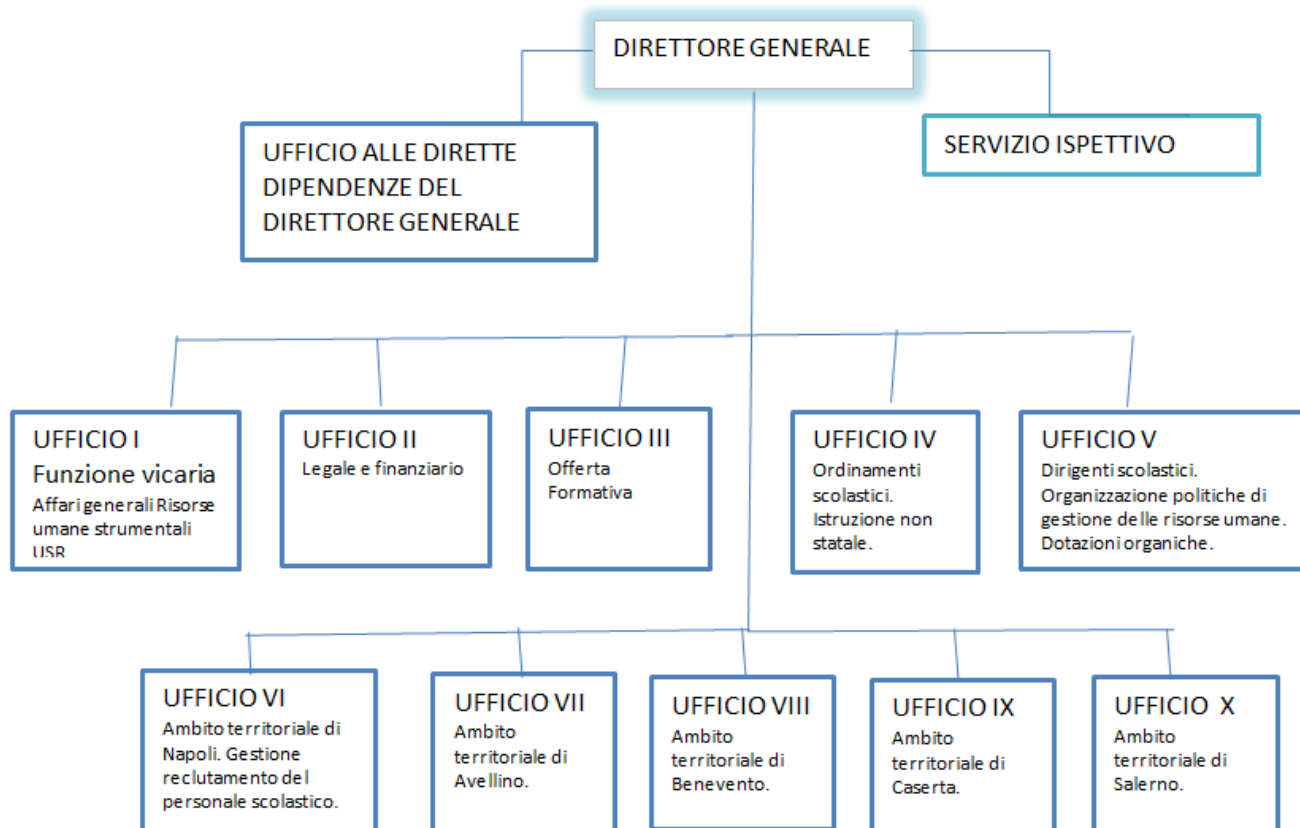 DIRETTORE GENERALE
UFFICIO ALLE DIRETTE
DIPENDENZE DEL
DIRETTORE GENERALE
SERVIZIO ISPETTIVO
UFFICIO I
Funzione vicaria
Affari generali Risorse
umane strumentali
USR
UFFICIO II
Legale e finanziario
UFFICIO III
Offerta
Formativa
UFFICIO IV
Ordinamenti
scolastici.
Istruzione non
statale.
UFFICIO V
Dirigenti scolastici.
Organizzazione politiche di
gestione delle risorse umane.
Dotazioni organiche.
UFFICIO VI
Ambito territoriale di
Napoli. Gestione
reclutamento del
personale scolastico.
UFFICIO VII
Ambito
territoriale di
Avellino.
UFFICIO VIII
Ambito
territoriale di
Benevento.
UFFICIO IX
Ambito
territoriale di
Caserta.
UFFICIO X
Ambito
territoriale di
Salerno.